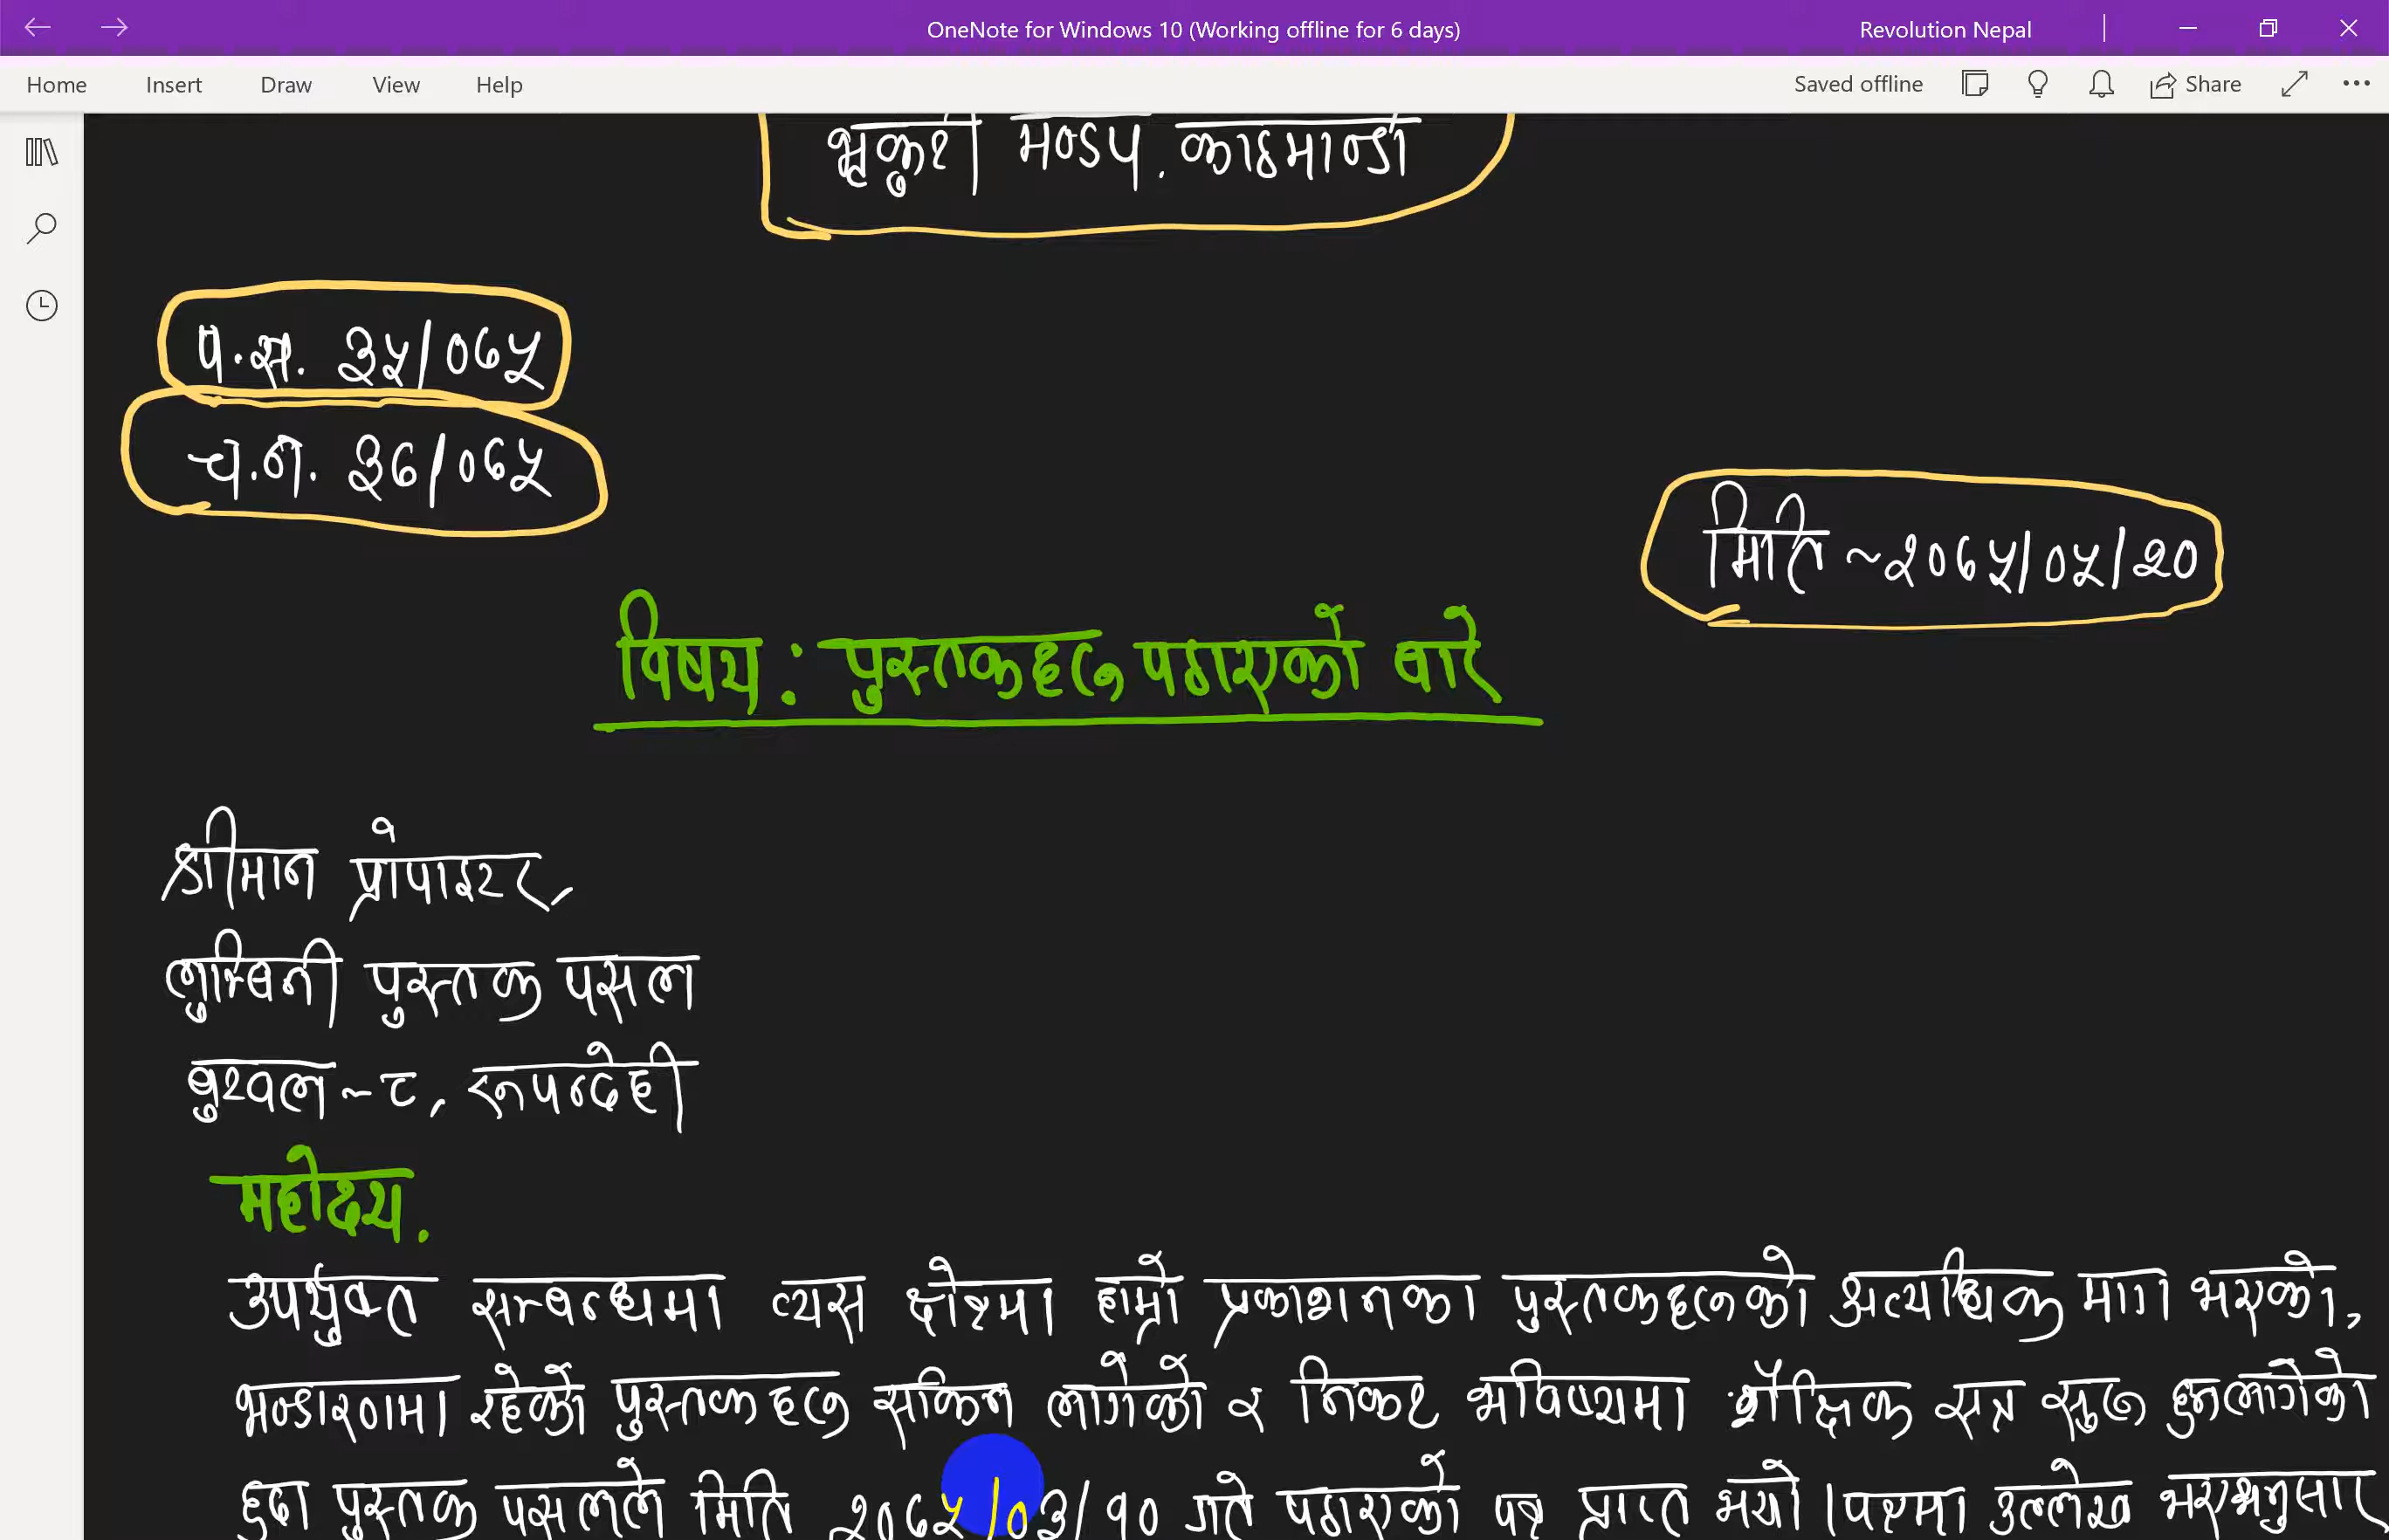 OneNote for Windows 10 (Working offline for 6 days)
Revolution Nepal
Home Insert Draw View Help
Saved offline Share
भृकुटी मण्डप, काठमाण्डौ
प.स. ३५/०६५
च.न. ३६/०६५
मिति ~२०६५/०५/२०
विषय: पुस्तकहरु पठाएको बारे
श्रीमान प्रोपाइटर,
लुम्बिनी पुस्तक पसल
बुटवल ~ ८, रूपन्देही
महोदय,
उपर्युक्त सम्बन्धमा त्यस क्षेत्रमा हाम्रो प्रकाशनका पुस्तकहरुको अत्यधिक माग भएको,
भण्डारणमा रहेको पुस्तकहरु सकिन लागेको र निकट भविष्यमा शैक्षिक सत्र सुरु हुनलागेको
हुदा पुस्तक पसलले मिति २०६५/०३/१० गते पठाएको पत्र प्राप्त भयो । पत्रमा उल्लेख भएअनुसार